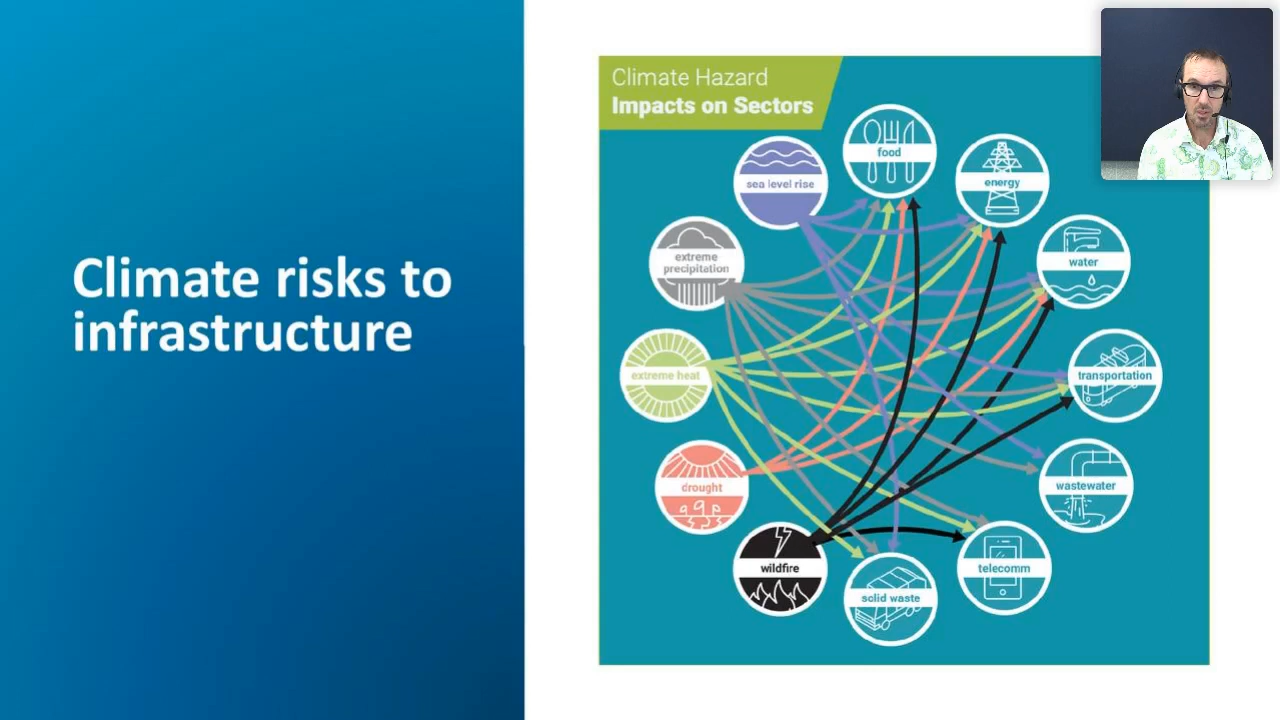 Climate risks to
infrastructure
Climate Hazard
Impacts on Sectors
food
sea level rise
energy
extreme
precipitation
water
extreme heat
transportation
drought
wastewater
wildfire
telecomm
solid waste